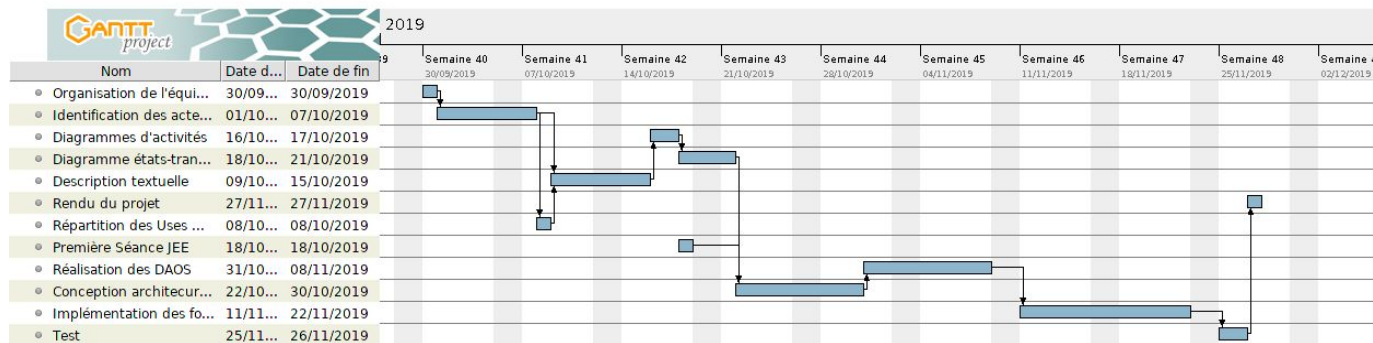 GANTT
project
2019
9 Semaine 40 Semaine 41 Semaine 42 Semaine 43 Semaine 44 Semaine 45 Semaine 46 Semaine 47 Semaine 48 Semaine
30/09/2019 07/10/2019 14/10/2019 21/10/2019 28/10/2019 04/11/2019 11/11/2019 18/11/2019 25/11/2019 02/12/2019
Nom Date d... Date de fin
Organisation de l'équi... 30/09... 30/09/2019
Identification des acte... 01/10... 07/10/2019
Diagrammes d'activités 16/10... 17/10/2019
Diagramme états-tran... 18/10... 21/10/2019
Description textuelle 09/10... 15/10/2019
Rendu du projet 27/11... 27/11/2019
Répartition des Uses ... 08/10... 08/10/2019
Première Séance JEE 18/10... 18/10/2019
Réalisation des DAOS 31/10... 08/11/2019
Conception architecur... 22/10... 30/10/2019
Implémentation des fo... 11/11... 22/11/2019
Test 25/11... 26/11/2019